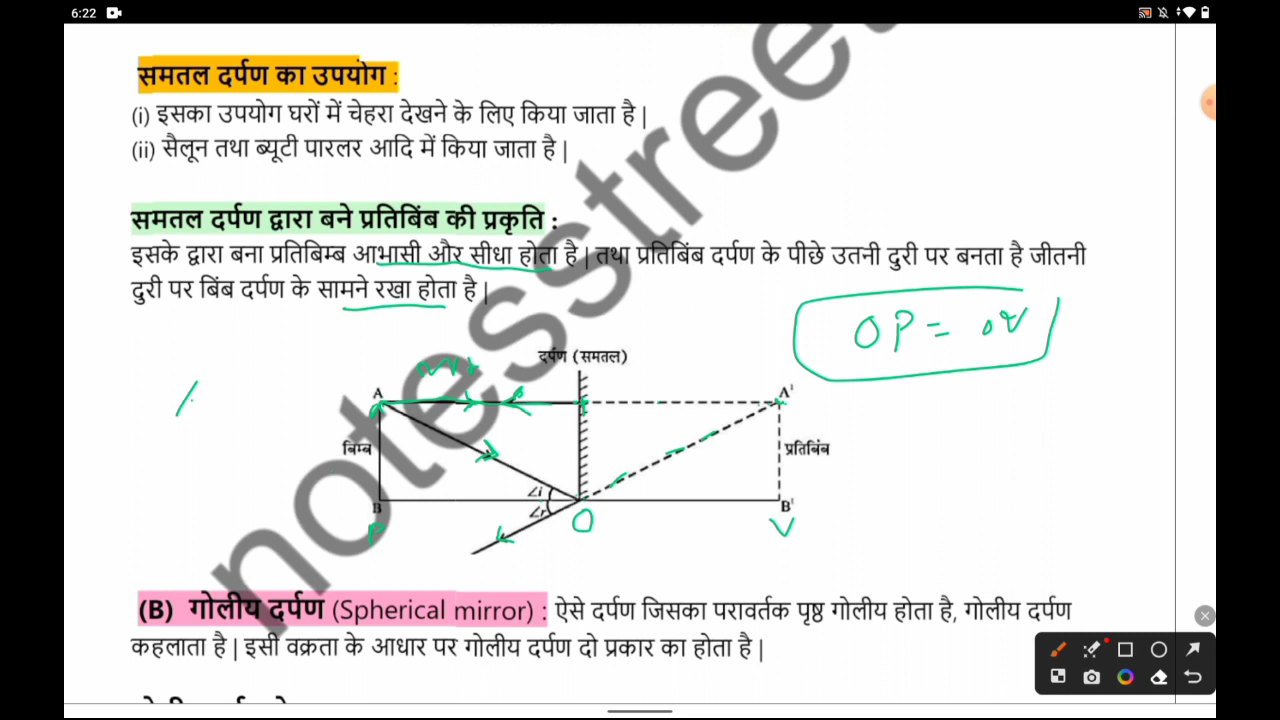 6:22
समतल दर्पण का उपयोग :
(i) इसका उपयोग घरों में चेहरा देखने के लिए किया जाता है |
(ii) सैलून तथा ब्यूटी पारलर आदि में किया जाता है |
समतल दर्पण द्वारा बने प्रतिबिंब की प्रकृति :
इसके द्वारा बना प्रतिबिम्ब आभासी और सीधा होता है | तथा प्रतिबिंब दर्पण के पीछे उतनी दुरी पर बनता है जीतनी
दुरी पर बिंब दर्पण के सामने रखा होता है |
OP = OV
दर्पण (समतल)
A A'
बिम्ब प्रतिबिंब
∠i
∠r
B B'
P O V
(B) गोलीय दर्पण (Spherical mirror) : ऐसे दर्पण जिसका परावर्तक पृष्ठ गोलीय होता है, गोलीय दर्पण
कहलाता है | इसी वक्रता के आधार पर गोलीय दर्पण दो प्रकार का होता है |
notesstree